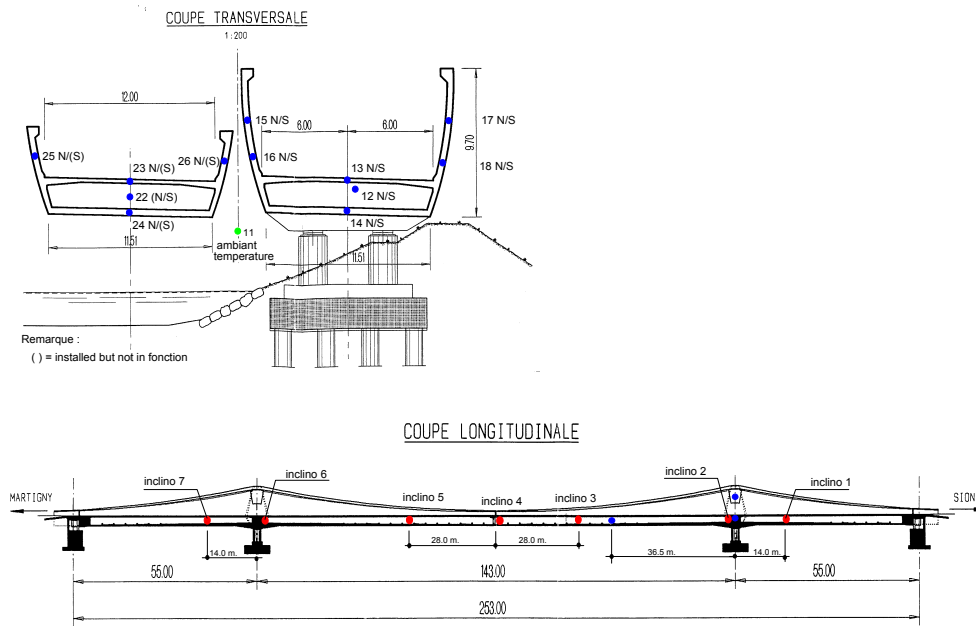 COUPE TRANSVERSALE
1:200
12.00
25 N/(S)
23 N/(S)
26 N/(S)
22 (N/S)
24 N/(S)
11.51
11
ambiant
temperature
15 N/S
6.00
6.00
17 N/S
16 N/S
13 N/S
18 N/S
12 N/S
14 N/S
9.70
11.51
Remarque :
( ) = installed but not in fonction
COUPE LONGITUDINALE
MARTIGNY
inclino 7
inclino 6
inclino 5
inclino 4
inclino 3
inclino 2
inclino 1
SION
14.0 m.
28.0 m.
28.0 m.
36.5 m.
14.0 m.
55.00
143.00
55.00
253.00